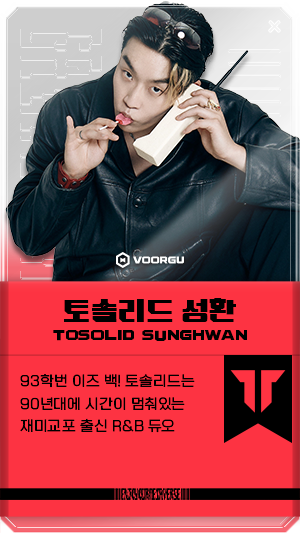 VOORGU
토솔리드 성환
TOSOLID SUNGHWAN
93학번 이즈 백! 토솔리드는
90년대에 시간이 멈춰있는
재미교포 출신 R&B 듀오